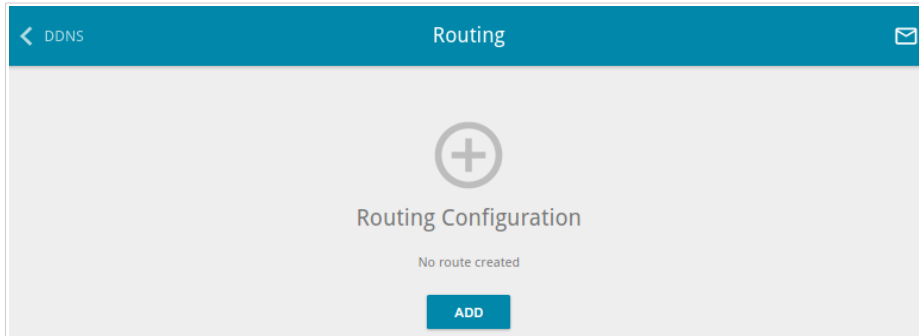 DDNS
Routing
Routing Configuration
No route created
ADD